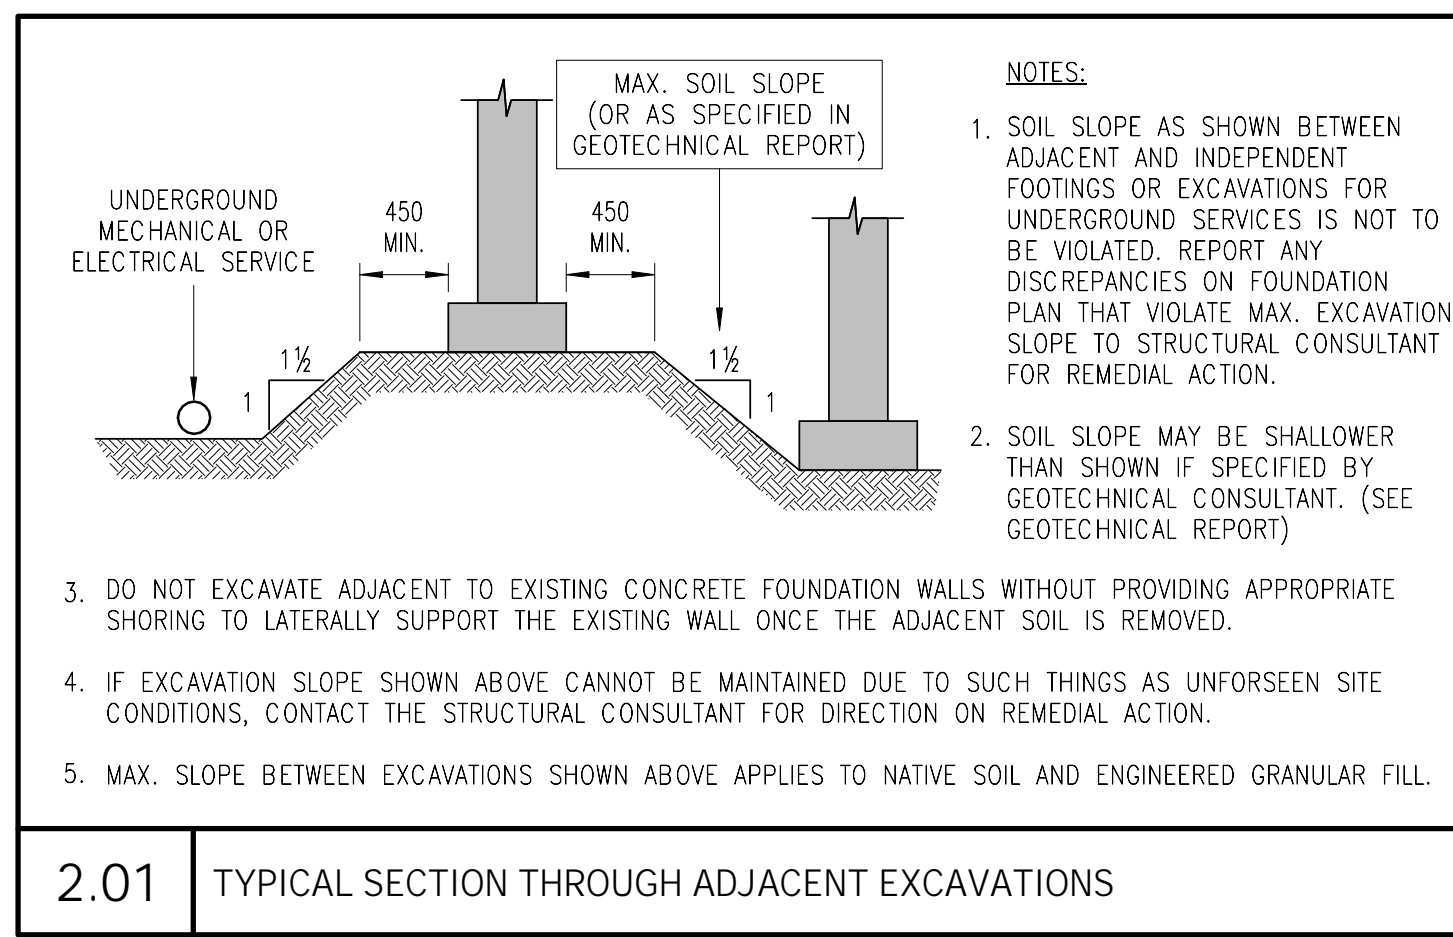 MAX. SOIL SLOPE
(OR AS SPECIFIED IN
GEOTECHNICAL REPORT)
UNDERGROUND
MECHANICAL OR
ELECTRICAL SERVICE
450
MIN.
450
MIN.
1½
1
1½
1
NOTES:
1. SOIL SLOPE AS SHOWN BETWEEN
ADJACENT AND INDEPENDENT
FOOTINGS OR EXCAVATIONS FOR
UNDERGROUND SERVICES IS NOT TO
BE VIOLATED. REPORT ANY
DISCREPANCIES ON FOUNDATION
PLAN THAT VIOLATE MAX. EXCAVATION
SLOPE TO STRUCTURAL CONSULTANT
FOR REMEDIAL ACTION.
2. SOIL SLOPE MAY BE SHALLOWER
THAN SHOWN IF SPECIFIED BY
GEOTECHNICAL CONSULTANT. (SEE
GEOTECHNICAL REPORT)
3. DO NOT EXCAVATE ADJACENT TO EXISTING CONCRETE FOUNDATION WALLS WITHOUT PROVIDING APPROPRIATE
SHORING TO LATERALLY SUPPORT THE EXISTING WALL ONCE THE ADJACENT SOIL IS REMOVED.
4. IF EXCAVATION SLOPE SHOWN ABOVE CANNOT BE MAINTAINED DUE TO SUCH THINGS AS UNFORSEEN SITE
CONDITIONS, CONTACT THE STRUCTURAL CONSULTANT FOR DIRECTION ON REMEDIAL ACTION.
5. MAX. SLOPE BETWEEN EXCAVATIONS SHOWN ABOVE APPLIES TO NATIVE SOIL AND ENGINEERED GRANULAR FILL.
2.01 TYPICAL SECTION THROUGH ADJACENT EXCAVATIONS